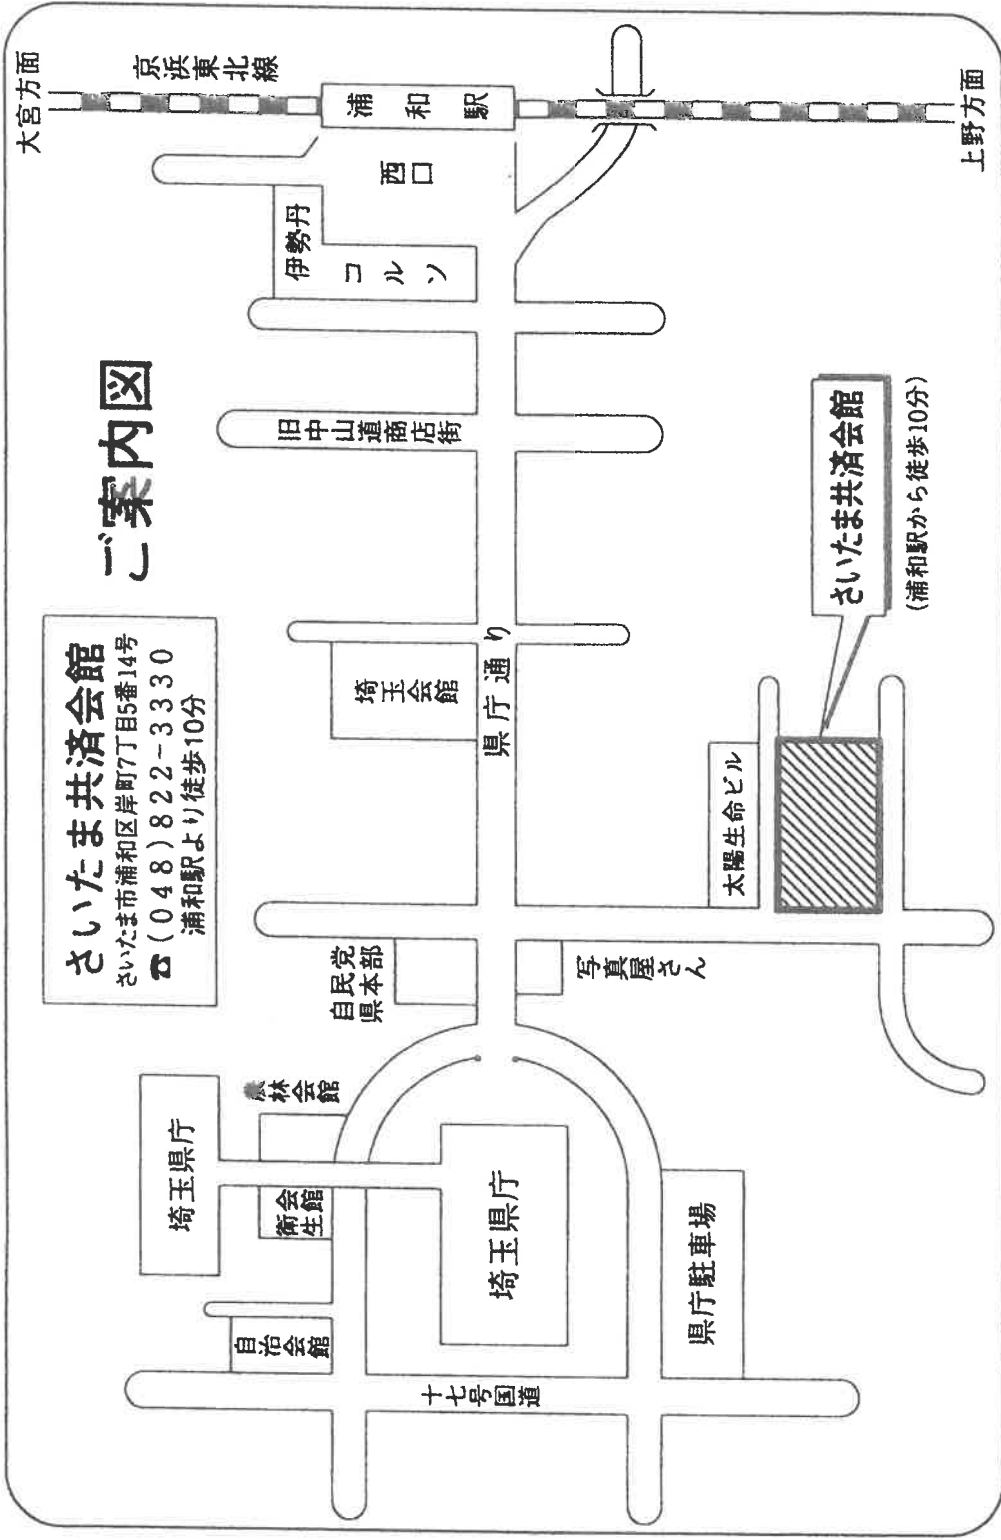 ご案内図
さいたま共済会館
さいたま市浦和区岸町7丁目5番14号
☎(048)822-3330
浦和駅より徒歩10分
大宮方面
京浜東北線
浦和駅
上野方面
西口
伊勢丹
コルソ
旧中山道商店街
埼玉会館
県庁通り
さいたま共済会館
(浦和駅から徒歩10分)
太陽生命ビル
写真屋さん
自民党
県本部
農林会館
埼玉県庁
衛生会館
埼玉県庁
自治会館
県庁駐車場
十七号国道